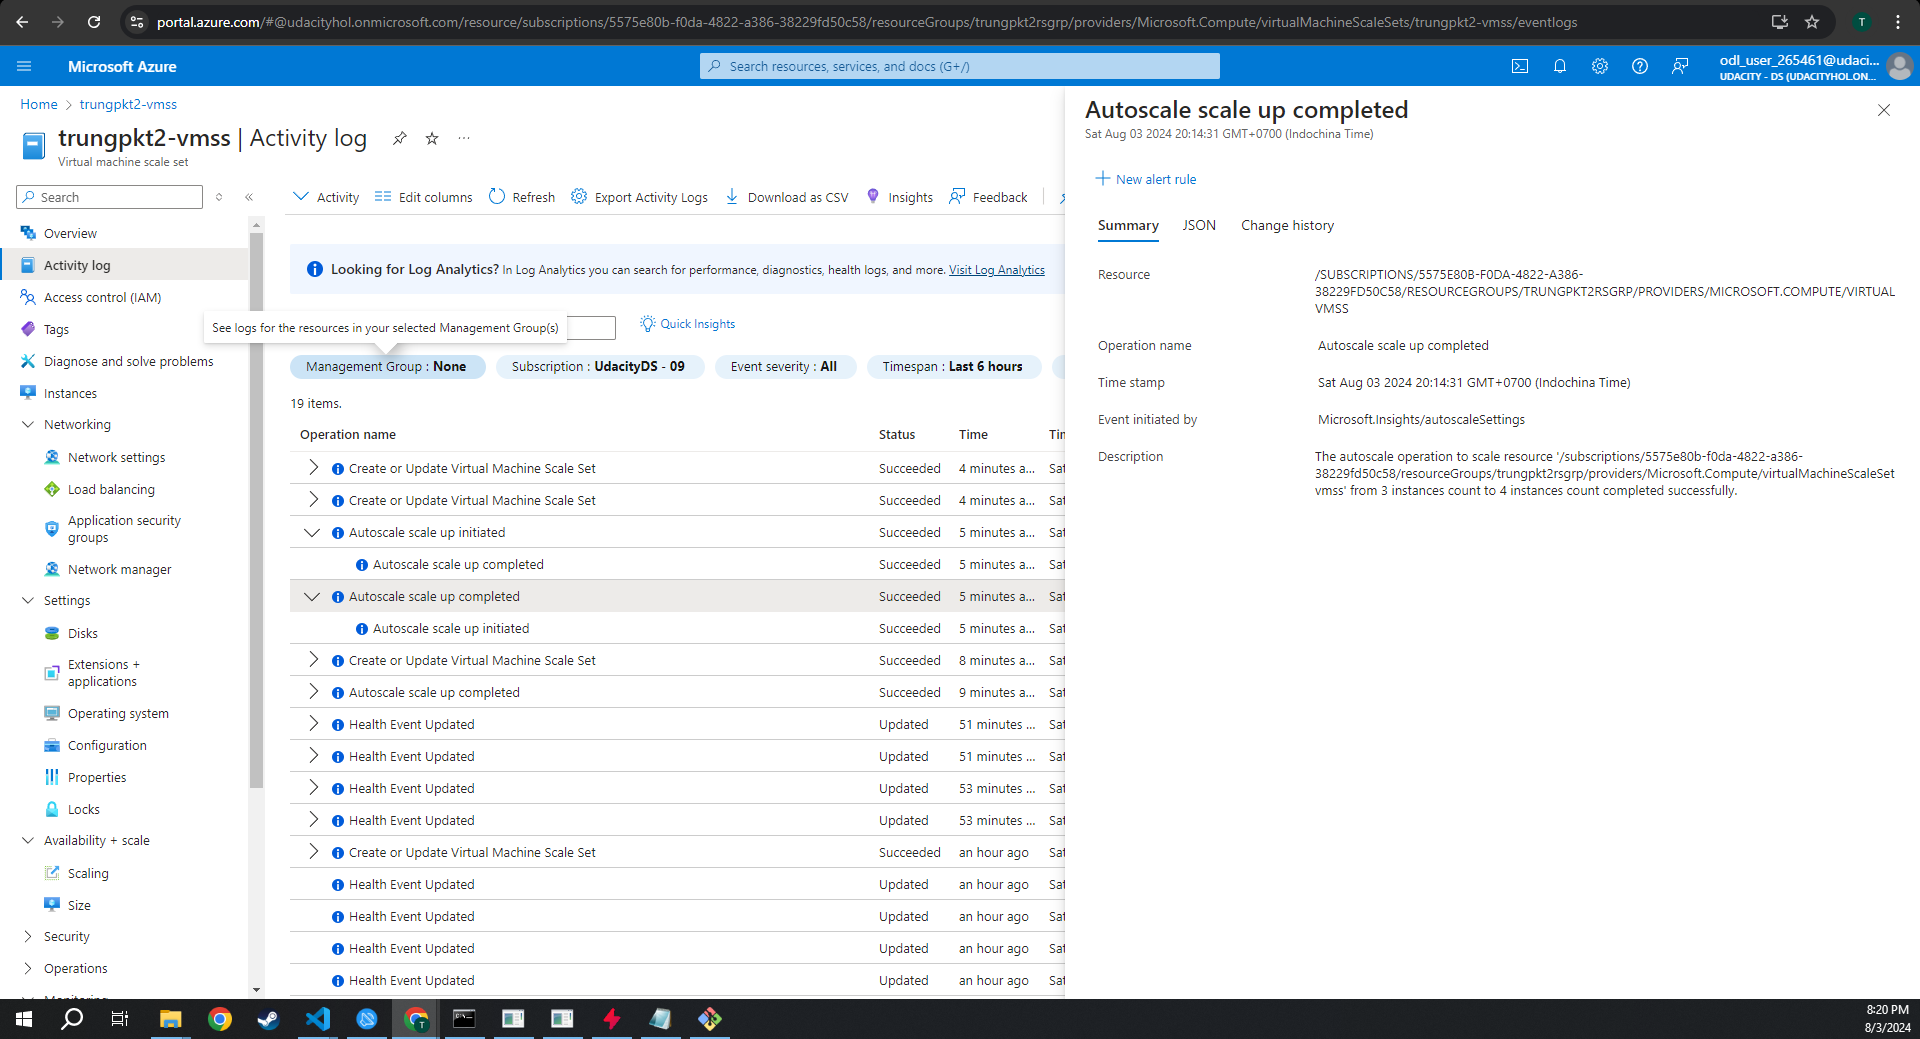 portal.azure.com/#@udacityhol.onmicrosoft.com/resource/subscriptions/5575e80b-f0da-4822-a386-38229fd50c58/resourceGroups/trungpkt2rsgrp/providers/Microsoft.Compute/virtualMachineScaleSets/trungpkt2-vmss/eventlogs
T
Microsoft Azure
Search resources, services, and docs (G+/)
odl_user_265461@udaci...
UDACITY - DS (UDACITYHOL.ON...
Home > trungpkt2-vmss
trungpkt2-vmss | Activity log
Virtual machine scale set
Search
Overview
Activity log
Access control (IAM)
Tags
Diagnose and solve problems
Instances
Networking
Network settings
Load balancing
Application security
groups
Network manager
Settings
Disks
Extensions +
applications
Operating system
Configuration
Properties
Locks
Availability + scale
Scaling
Size
Security
Operations
Monitoring
Activity Edit columns Refresh Export Activity Logs Download as CSV Insights Feedback
Looking for Log Analytics? In Log Analytics you can search for performance, diagnostics, health logs, and more. Visit Log Analytics
See logs for the resources in your selected Management Group(s)
Quick Insights
Management Group : None Subscription : UdacityDS - 09 Event severity : All Timespan : Last 6 hours
19 items.
Operation name Status Time Tim
Create or Update Virtual Machine Scale Set Succeeded 4 minutes a... Sat
Create or Update Virtual Machine Scale Set Succeeded 4 minutes a... Sat
Autoscale scale up initiated Succeeded 5 minutes a... Sat
Autoscale scale up completed Succeeded 5 minutes a... Sat
Autoscale scale up completed Succeeded 5 minutes a... Sat
Autoscale scale up initiated Succeeded 5 minutes a... Sat
Create or Update Virtual Machine Scale Set Succeeded 8 minutes a... Sat
Autoscale scale up completed Succeeded 9 minutes a... Sat
Health Event Updated Updated 51 minutes ... Sat
Health Event Updated Updated 51 minutes ... Sat
Health Event Updated Updated 53 minutes ... Sat
Health Event Updated Updated 53 minutes ... Sat
Create or Update Virtual Machine Scale Set Succeeded an hour ago Sat
Health Event Updated Updated an hour ago Sat
Health Event Updated Updated an hour ago Sat
Health Event Updated Updated an hour ago Sat
Health Event Updated Updated an hour ago Sat
Autoscale scale up completed
Sat Aug 03 2024 20:14:31 GMT+0700 (Indochina Time)
New alert rule
Summary JSON Change history
Resource
/SUBSCRIPTIONS/5575E80B-F0DA-4822-A386-
38229FD50C58/RESOURCEGROUPS/TRUNGPKT2RSGRP/PROVIDERS/MICROSOFT.COMPUTE/VIRTUAL
VMSS
Operation name Autoscale scale up completed
Time stamp Sat Aug 03 2024 20:14:31 GMT+0700 (Indochina Time)
Event initiated by Microsoft.Insights/autoscaleSettings
Description
The autoscale operation to scale resource '/subscriptions/5575e80b-f0da-4822-a386-
38229fd50c58/resourceGroups/trungpkt2rsgrp/providers/Microsoft.Compute/virtualMachineScaleSet
vmss' from 3 instances count to 4 instances count completed successfully.
8:20 PM
8/3/2024